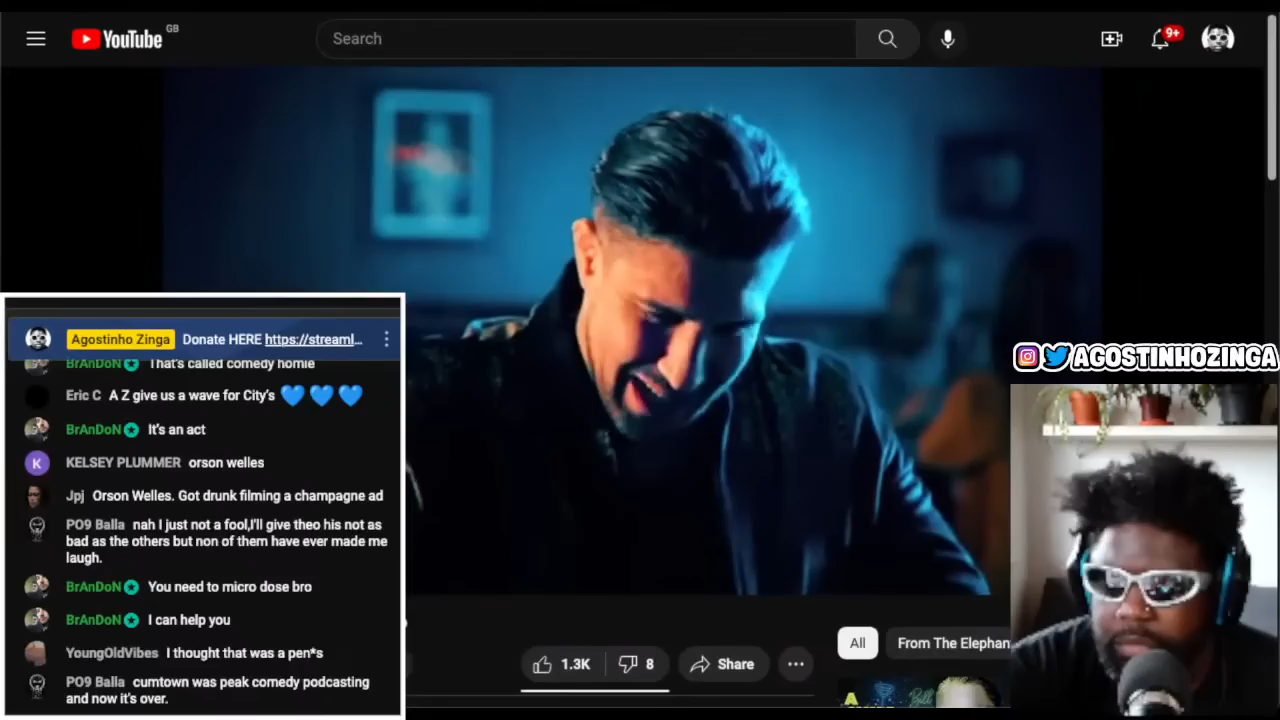 YouTube GB
Search
9+
Agostinho Zinga Donate HERE https://streaml...
BrAnDoN That's called comedy homie
Eric C A Z give us a wave for City's 💙 💙 💙
BrAnDoN It's an act
K KELSEY PLUMMER orson welles
Jpj Orson Welles. Got drunk filming a champagne ad
PO9 Balla nah I just not a fool,I'll give theo his not as
bad as the others but non of them have ever made me
laugh.
BrAnDoN You need to micro dose bro
BrAnDoN I can help you
YoungOldVibes I thought that was a pen*s
PO9 Balla cumtown was peak comedy podcasting
and now it's over.
AGOSTINHOZINGA
1.3K 8 Share
All From The Elephan